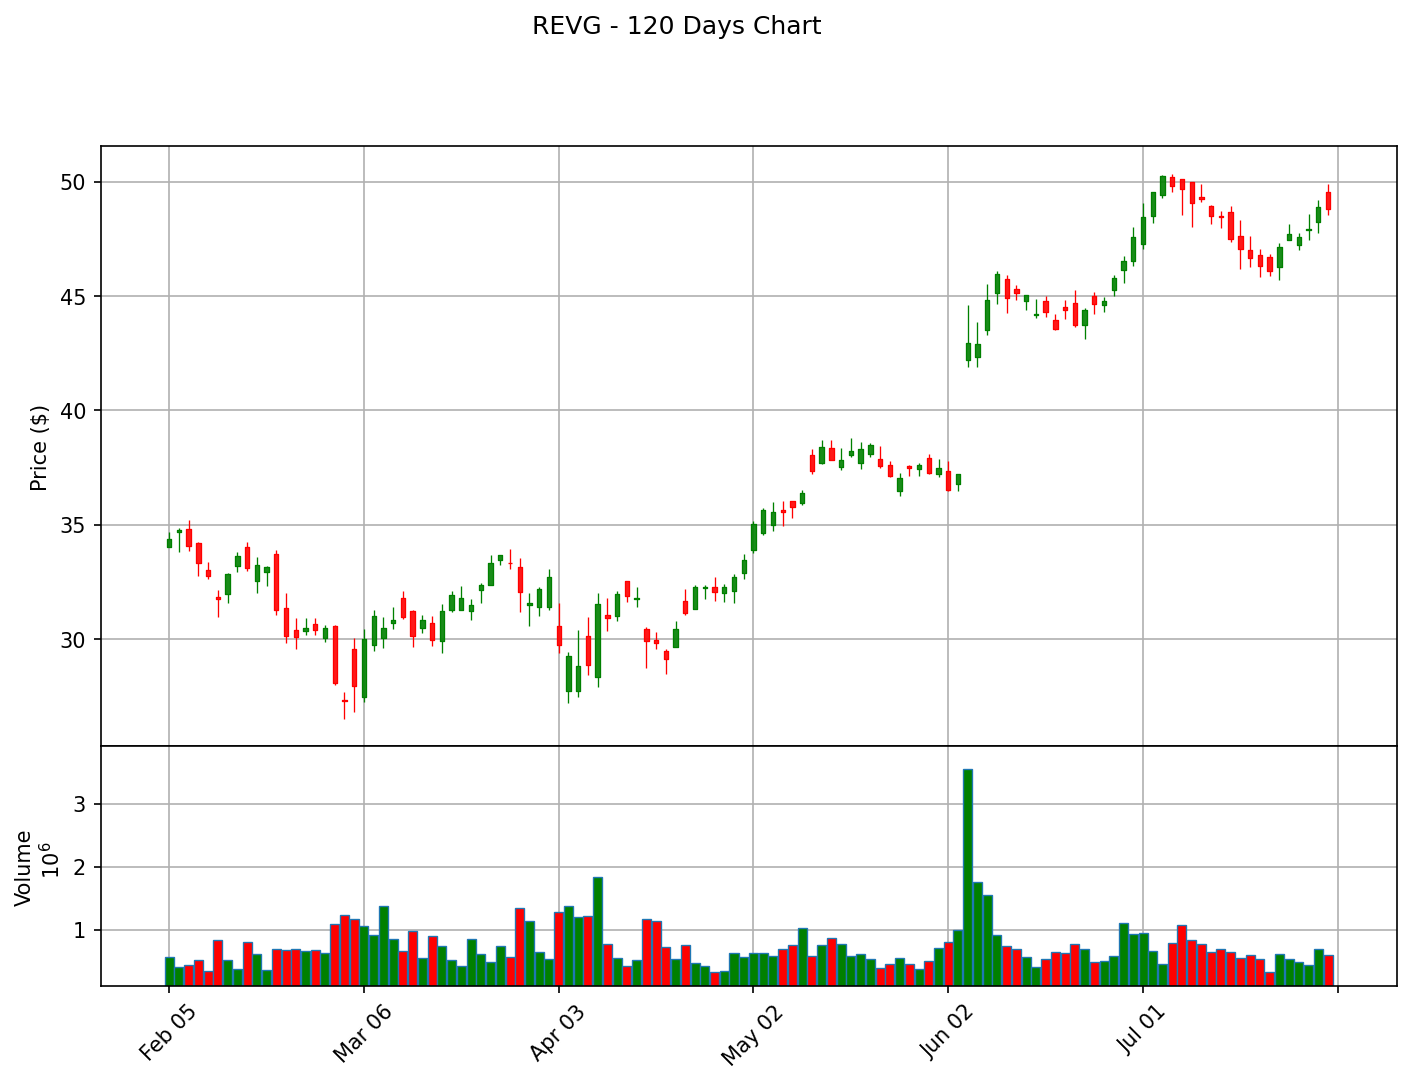 REVG - 120 Days Chart
50
45
40
35
30
Price ($)
3
2
1
Volume
10^6
Feb 05
Mar 06
Apr 03
May 02
Jun 02
Jul 01